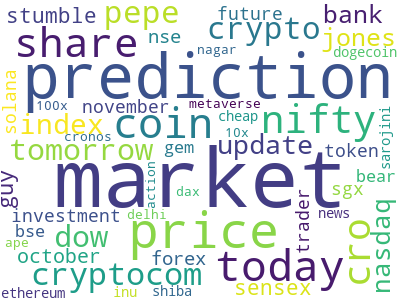 stumble pepe future bank
share nse crypto jones
nagar dogecoin
prediction
solana 100x november metaverse cheap
index cronos coin 10x nifty sarojini
tomorrow gem update token
guy market bear
action dax sgx
investment delhi trader news
bse dow price cro nasdaq
october forex today
ape cryptocom sensex
ethereum inu shiba